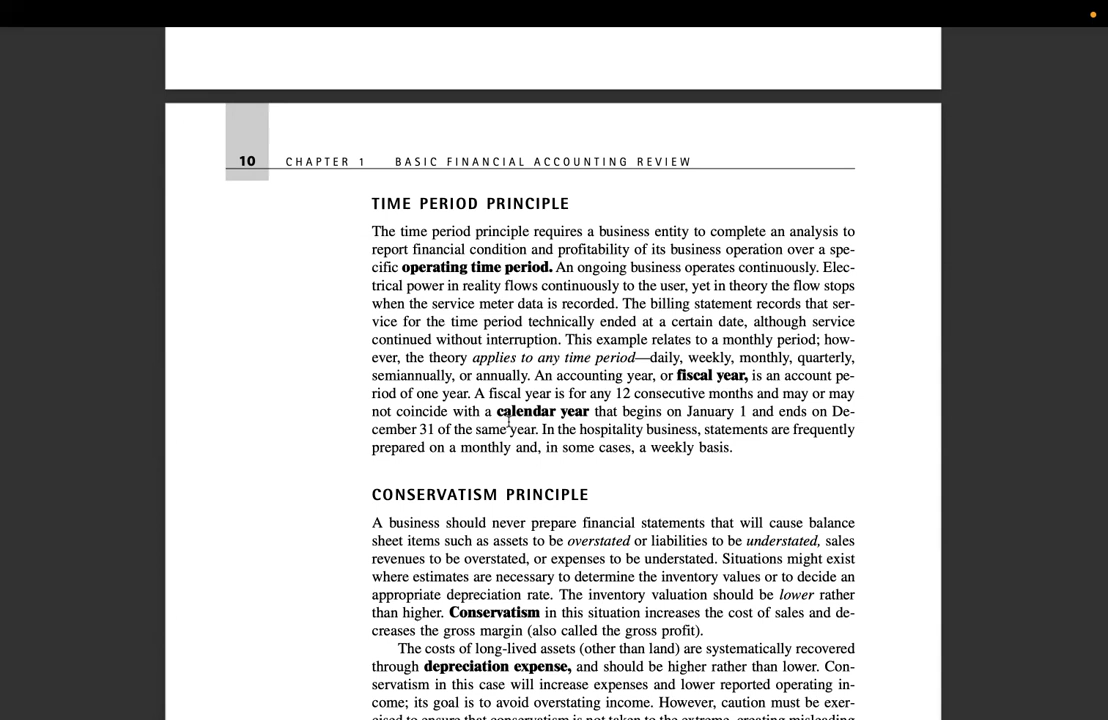 10 CHAPTER 1 BASIC FINANCIAL ACCOUNTING REVIEW
TIME PERIOD PRINCIPLE
The time period principle requires a business entity to complete an analysis to
report financial condition and profitability of its business operation over a spe-
cific operating time period. An ongoing business operates continuously. Elec-
trical power in reality flows continuously to the user, yet in theory the flow stops
when the service meter data is recorded. The billing statement records that ser-
vice for the time period technically ended at a certain date, although service
continued without interruption. This example relates to a monthly period; how-
ever, the theory applies to any time period—daily, weekly, monthly, quarterly,
semiannually, or annually. An accounting year, or fiscal year, is an account pe-
riod of one year. A fiscal year is for any 12 consecutive months and may or may
not coincide with a calendar year that begins on January 1 and ends on De-
cember 31 of the same year. In the hospitality business, statements are frequently
prepared on a monthly and, in some cases, a weekly basis.
CONSERVATISM PRINCIPLE
A business should never prepare financial statements that will cause balance
sheet items such as assets to be overstated or liabilities to be understated, sales
revenues to be overstated, or expenses to be understated. Situations might exist
where estimates are necessary to determine the inventory values or to decide an
appropriate depreciation rate. The inventory valuation should be lower rather
than higher. Conservatism in this situation increases the cost of sales and de-
creases the gross margin (also called the gross profit).
The costs of long-lived assets (other than land) are systematically recovered
through depreciation expense, and should be higher rather than lower. Con-
servatism in this case will increase expenses and lower reported operating in-
come; its goal is to avoid overstating income. However, caution must be exer-
cised to ensure that conservatism is not taken to the extreme, creating misleading